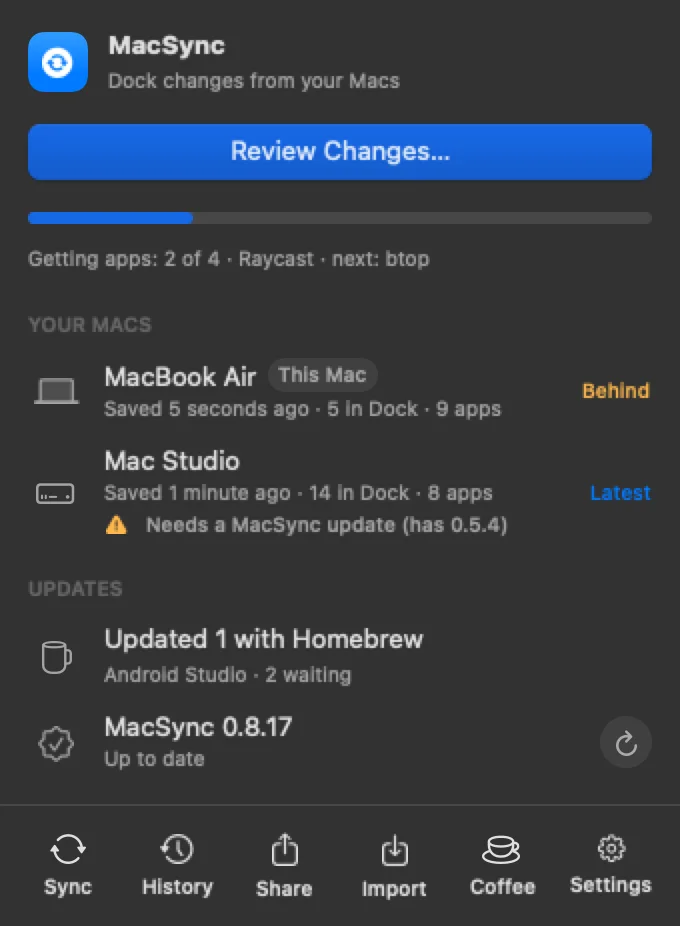 MacSync
Dock changes from your Macs
Review Changes...
Getting apps: 2 of 4 · Raycast · next: btop
YOUR MACS
MacBook Air This Mac
Saved 5 seconds ago · 5 in Dock · 9 apps
Behind
Mac Studio
Saved 1 minute ago · 14 in Dock · 8 apps
Latest
Needs a MacSync update (has 0.5.4)
UPDATES
Updated 1 with Homebrew
Android Studio · 2 waiting
MacSync 0.8.17
Up to date
Sync History Share Import Coffee Settings